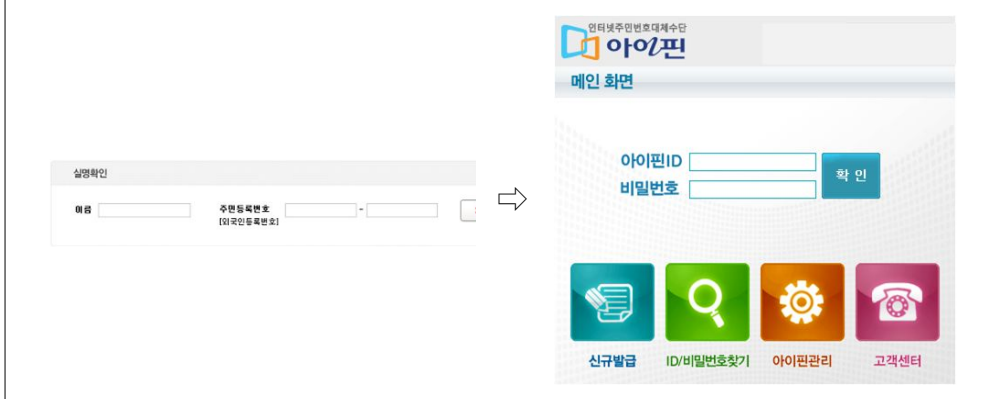 실명확인
이름
주민등록번호
-
[외국인등록번호]
인터넷주민번호대체수단
아이핀
메인 화면
아이핀ID
비밀번호
확 인
신규발급
ID/비밀번호찾기
아이핀관리
고객센터